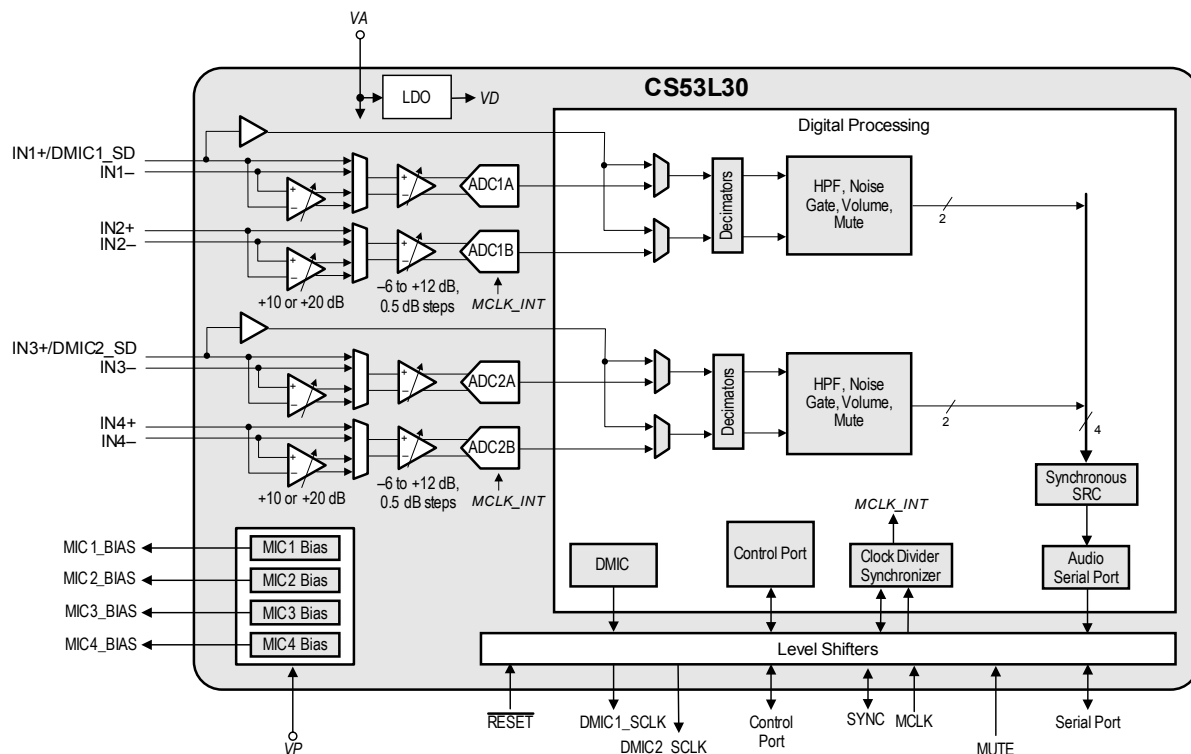 VA
CS53L30
LDO
VD
Digital Processing
IN1+/DMIC1_SD
IN1–
+
–
+
–
ADC1A
Decimators
HPF, Noise
Gate, Volume,
Mute
2
IN2+
IN2–
+
–
+
–
ADC1B
+10 or +20 dB
–6 to +12 dB,
0.5 dB steps
MCLK_INT
IN3+/DMIC2_SD
IN3–
+
–
+
–
ADC2A
Decimators
HPF, Noise
Gate, Volume,
Mute
2
4
IN4+
IN4–
+
–
+
–
ADC2B
+10 or +20 dB
–6 to +12 dB,
0.5 dB steps
MCLK_INT
Synchronous
SRC
MCLK_INT
MIC1_BIAS
MIC1 Bias
MIC2_BIAS
MIC2 Bias
MIC3_BIAS
MIC3 Bias
MIC4_BIAS
MIC4 Bias
DMIC
Control Port
Clock Divider
Synchronizer
Audio
Serial Port
Level Shifters
VP
RESET
DMIC1_SCLK
DMIC2_SCLK
Control
Port
SYNC
MCLK
MUTE
Serial Port